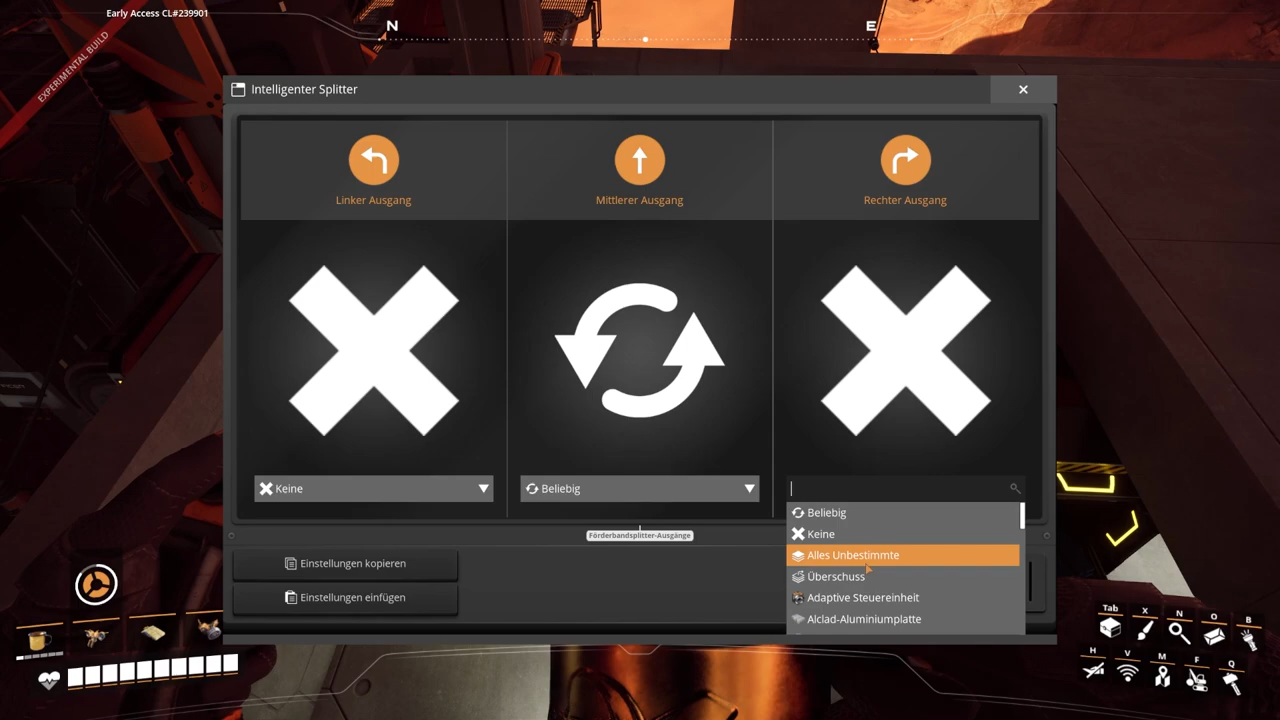 Early Access CL#239901
EXPERIMENTAL BUILD
N
E
Intelligenter Splitter
Linker Ausgang
Mittlerer Ausgang
Rechter Ausgang
Keine
Beliebig
Beliebig
Keine
Alles Unbestimmte
Überschuss
Adaptive Steuereinheit
Alclad-Aluminiumplatte
Förderbandsplitter-Ausgänge
Einstellungen kopieren
Einstellungen einfügen
Tab X N O B
H V M F Q